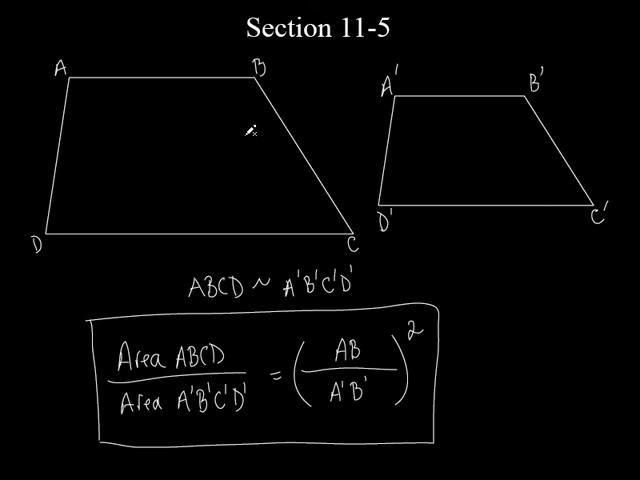 Section 11-5
A B
A' B'
D C
D' C'
ABCD ~ A'B'C'D'
Area ABCD / Area A'B'C'D' = (AB / A'B')²